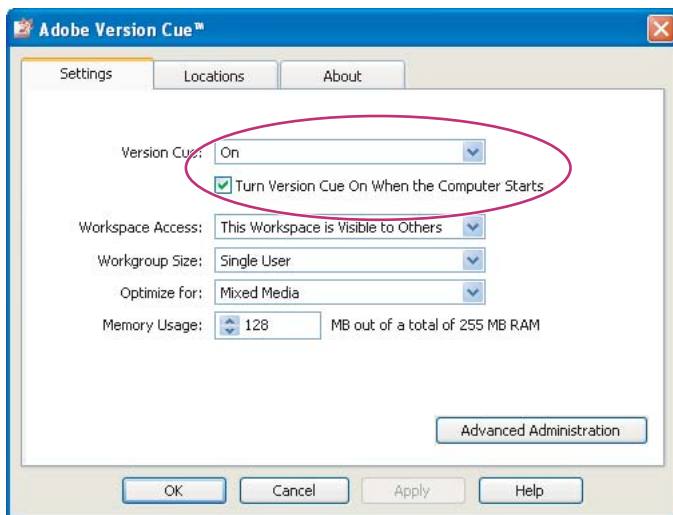 Adobe Version Cue™
Settings Locations About
Version Cue: On
Turn Version Cue On When the Computer Starts
Workspace Access: This Workspace is Visible to Others
Workgroup Size: Single User
Optimize for: Mixed Media
Memory Usage: 128 MB out of a total of 255 MB RAM
Advanced Administration
OK Cancel Apply Help